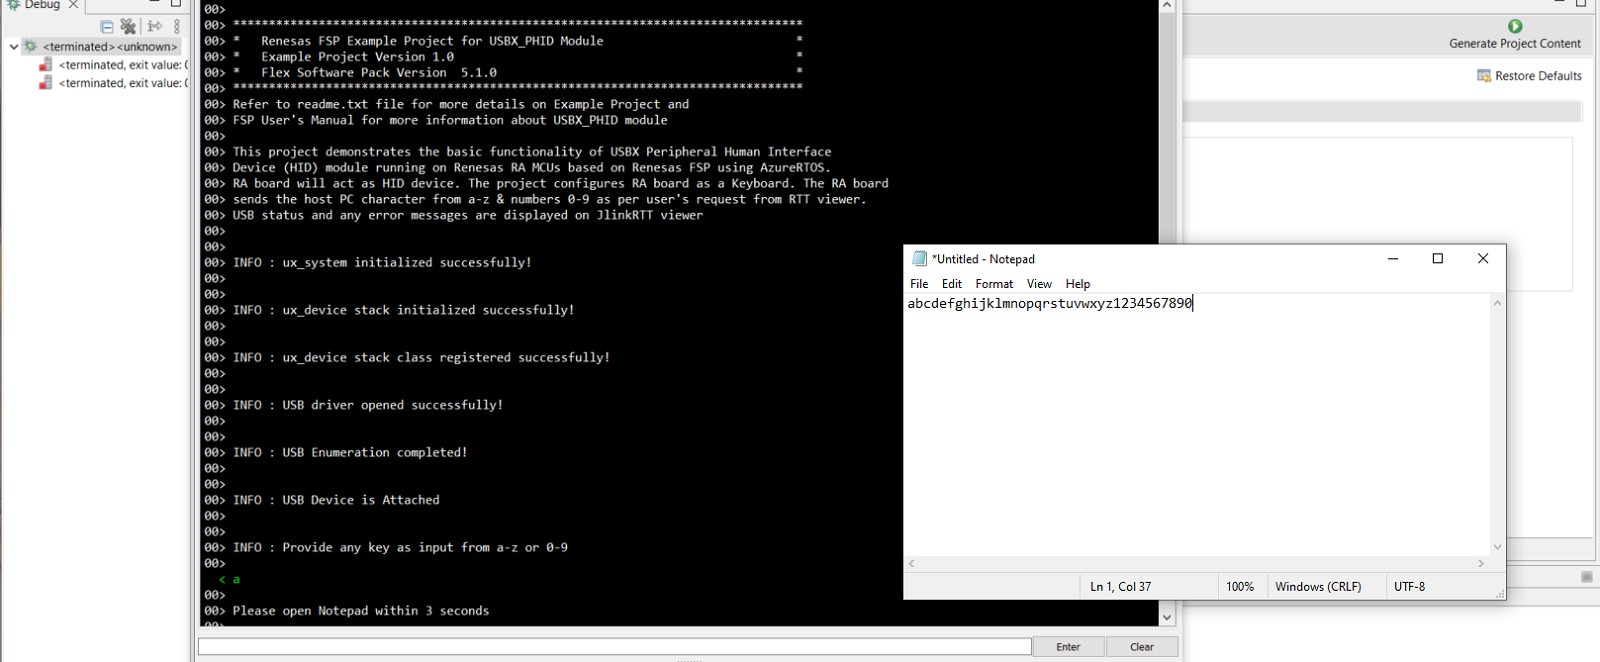 Debug
<terminated><unknown>
<terminated, exit value:
<terminated, exit value:
00>
00> ********************************************************************************
00> *   Renesas FSP Example Project for USBX_PHID Module                           *
00> *   Example Project Version 1.0                                                *
00> *   Flex Software Pack Version  5.1.0                                          *
00> ********************************************************************************
00> Refer to readme.txt file for more details on Example Project and
00> FSP User's Manual for more information about USBX_PHID module
00>
00> This project demonstrates the basic functionality of USBX Peripheral Human Interface
00> Device (HID) module running on Renesas RA MCUs based on Renesas FSP using AzureRTOS.
00> RA board will act as HID device. The project configures RA board as a Keyboard. The RA board
00> sends the host PC character from a-z & numbers 0-9 as per user's request from RTT viewer.
00> USB status and any error messages are displayed on JlinkRTT viewer
00>
00>
00> INFO : ux_system initialized successfully!
00>
00>
00> INFO : ux_device stack initialized successfully!
00>
00>
00> INFO : ux_device stack class registered successfully!
00>
00>
00> INFO : USB driver opened successfully!
00>
00>
00> INFO : USB Enumeration completed!
00>
00>
00> INFO : USB Device is Attached
00>
00>
00> INFO : Provide any key as input from a-z or 0-9
00>
< a
00>
00> Please open Notepad within 3 seconds
00>
Enter Clear
Generate Project Content
Restore Defaults
*Untitled - Notepad
File Edit Format View Help
abcdefghijklmnopqrstuvwxyz1234567890
Ln 1, Col 37 100% Windows (CRLF) UTF-8